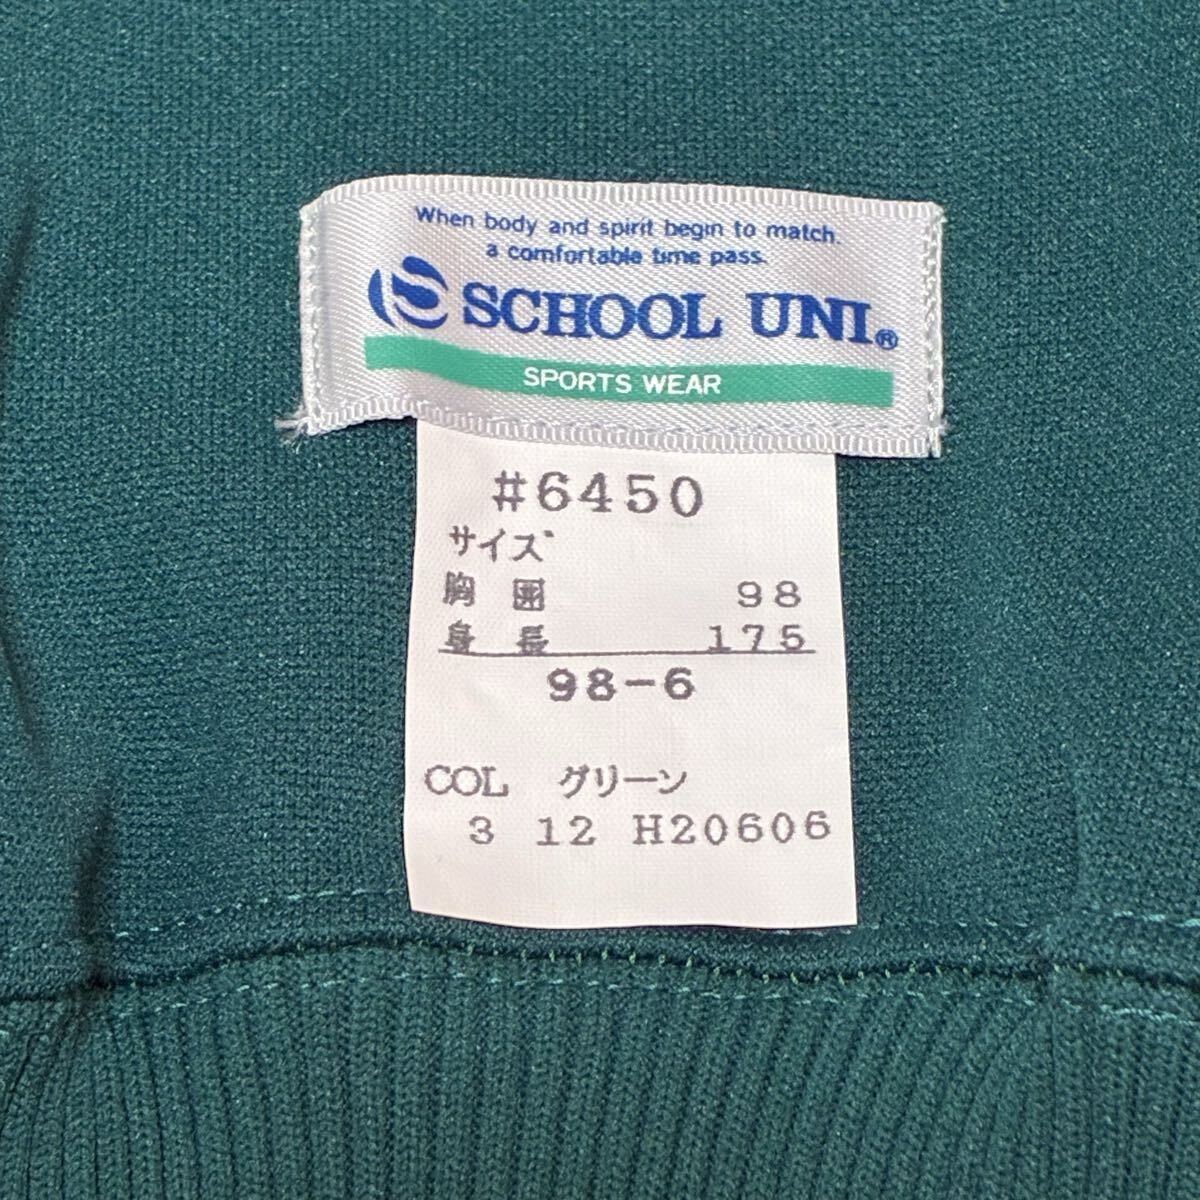 When body and spirit begin to match.
a comfortable time pass.
SCHOOL UNI®
SPORTS WEAR
#6450
サイズ
胸囲 98
身長 175
98-6
COL グリーン
3 12 H20606